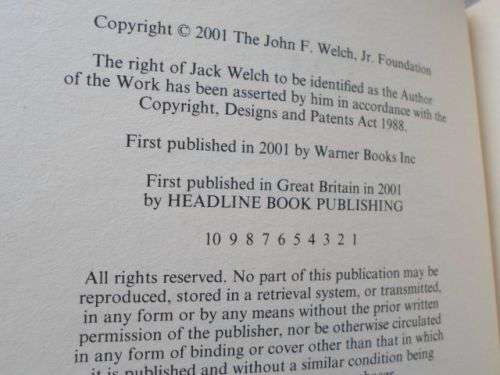 Copyright © 2001 The John F. Welch, Jr. Foundation
The right of Jack Welch to be identified as the Author
of the Work has been asserted by him in accordance with the
Copyright, Designs and Patents Act 1988.
First published in 2001 by Warner Books Inc
First published in Great Britain in 2001
by HEADLINE BOOK PUBLISHING
10 9 8 7 6 5 4 3 2 1
All rights reserved. No part of this publication may be
reproduced, stored in a retrieval system, or transmitted,
in any form or by any means without the prior written
permission of the publisher, nor be otherwise circulated
in any form of binding or cover other than that in which
it is published and without a similar condition being